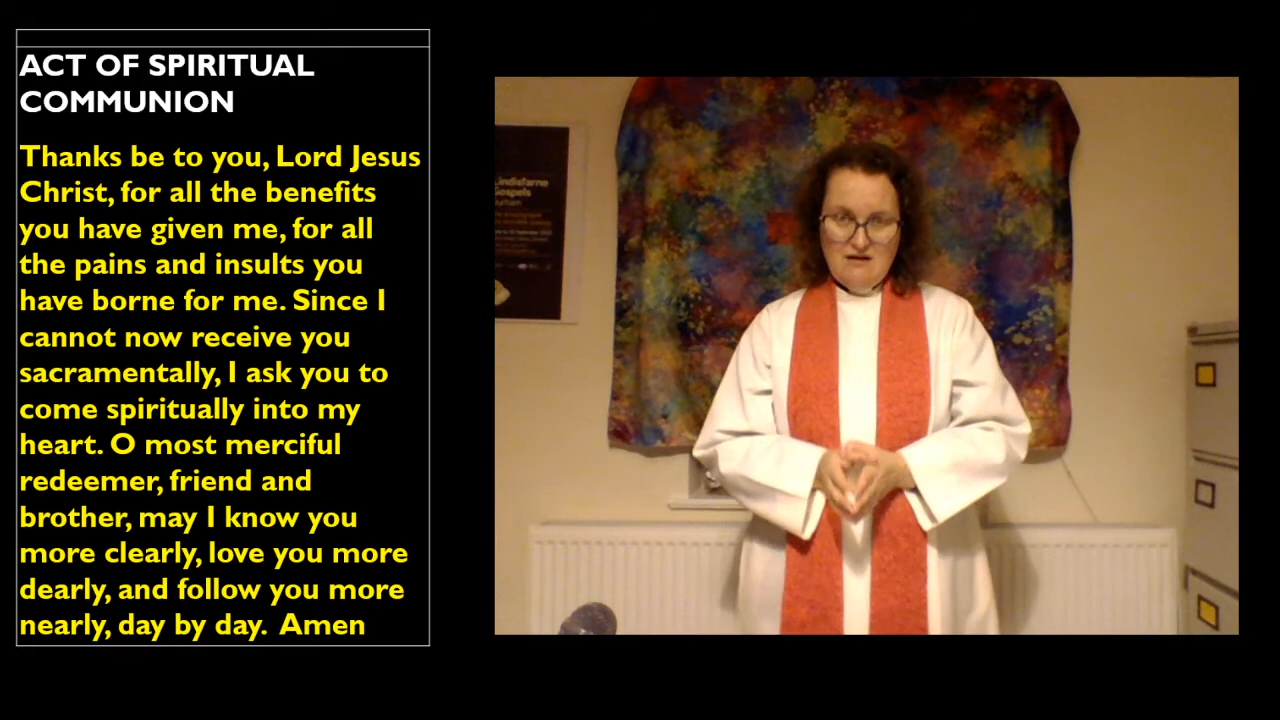 ACT OF SPIRITUAL
COMMUNION
Thanks be to you, Lord Jesus
Christ, for all the benefits
you have given me, for all
the pains and insults you
have borne for me. Since I
cannot now receive you
sacramentally, I ask you to
come spiritually into my
heart. O most merciful
redeemer, friend and
brother, may I know you
more clearly, love you more
dearly, and follow you more
nearly, day by day. Amen
Lindisfarne
Gospels
Durham